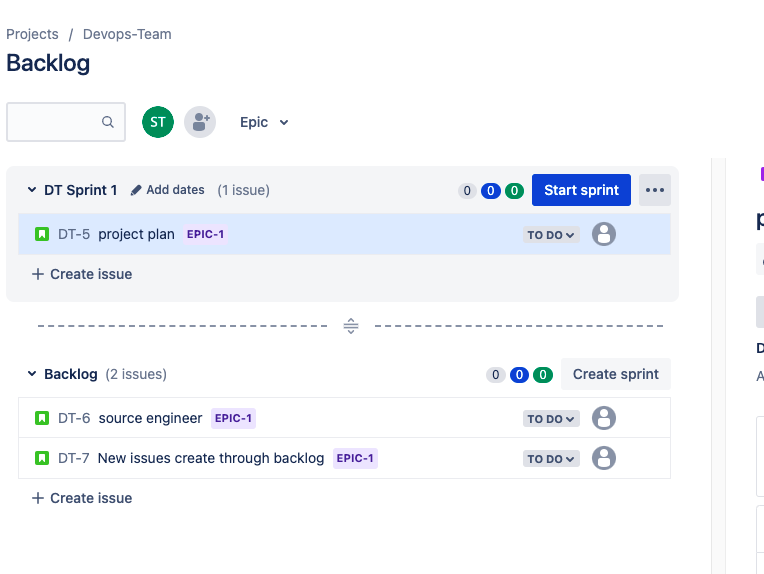 Projects / Devops-Team
Backlog
ST
Epic
DT Sprint 1 Add dates (1 issue) 0 0 0 Start sprint
DT-5 project plan EPIC-1 TO DO
+ Create issue
Backlog (2 issues) 0 0 0 Create sprint
DT-6 source engineer EPIC-1 TO DO
DT-7 New issues create through backlog EPIC-1 TO DO
+ Create issue